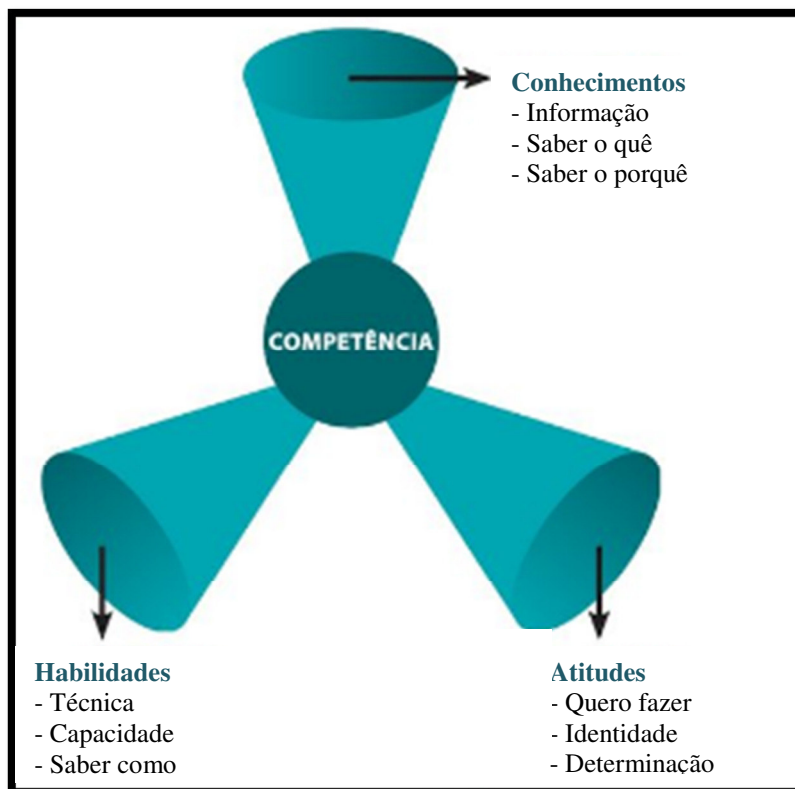 Conhecimentos
- Informação
- Saber o quê
- Saber o porquê
COMPETÊNCIA
Habilidades
- Técnica
- Capacidade
- Saber como
Atitudes
- Quero fazer
- Identidade
- Determinação